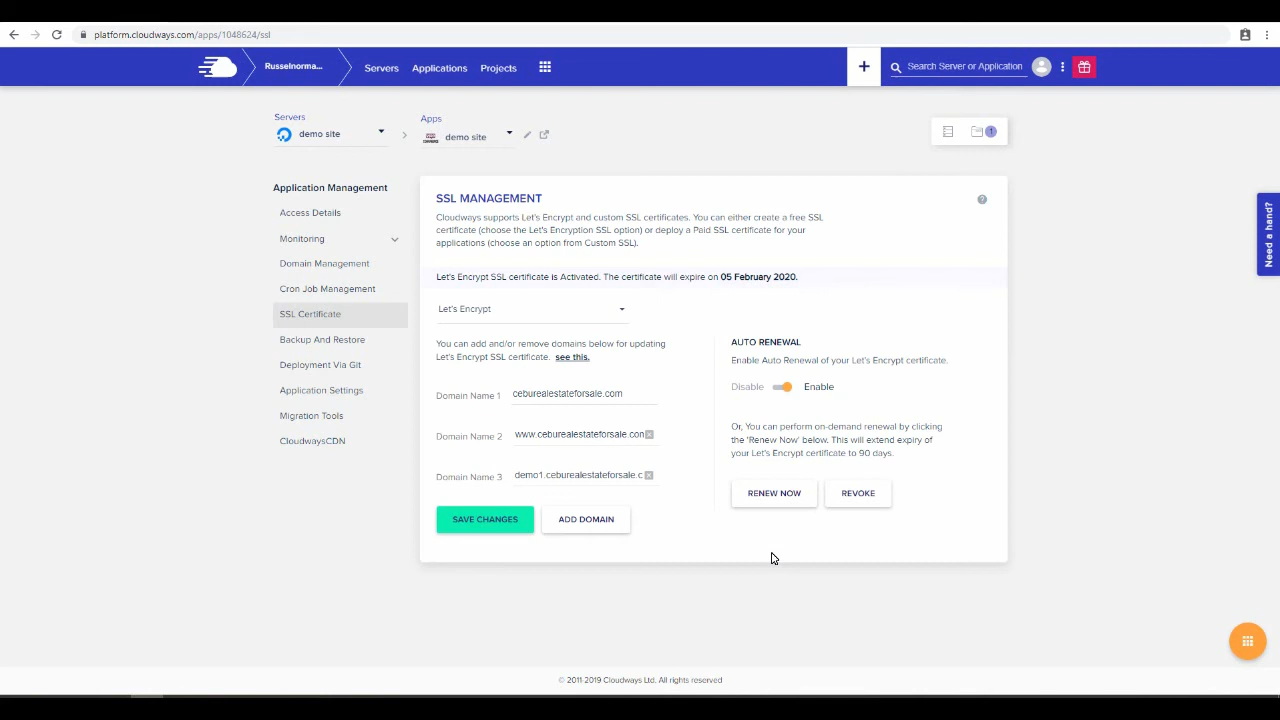 platform.cloudways.com/apps/1048624/ssl
Russelnorma...
Servers
Applications
Projects
+
Search Server or Application
Servers
demo site
Apps
demo site
1
Need a hand?
Application Management
Access Details
Monitoring
Domain Management
Cron Job Management
SSL Certificate
Backup And Restore
Deployment Via Git
Application Settings
Migration Tools
CloudwaysCDN
SSL MANAGEMENT
?
Cloudways supports Let's Encrypt and custom SSL certificates. You can either create a free SSL
certificate (choose the Let's Encryption SSL option) or deploy a Paid SSL certificate for your
applications (choose an option from Custom SSL).
Let's Encrypt SSL certificate is Activated. The certificate will expire on 05 February 2020.
Let's Encrypt
You can add and/or remove domains below for updating
Let's Encrypt SSL certificate. see this.
Domain Name 1 ceburealestateforsale.com
Domain Name 2 www.ceburealestateforsale.con
Domain Name 3 demo1.ceburealestateforsale.c
SAVE CHANGES
ADD DOMAIN
AUTO RENEWAL
Enable Auto Renewal of your Let's Encrypt certificate.
Disable Enable
Or, You can perform on-demand renewal by clicking
the 'Renew Now' below. This will extend expiry of
your Let's Encrypt certificate to 90 days.
RENEW NOW
REVOKE
© 2011-2019 Cloudways Ltd. All rights reserved